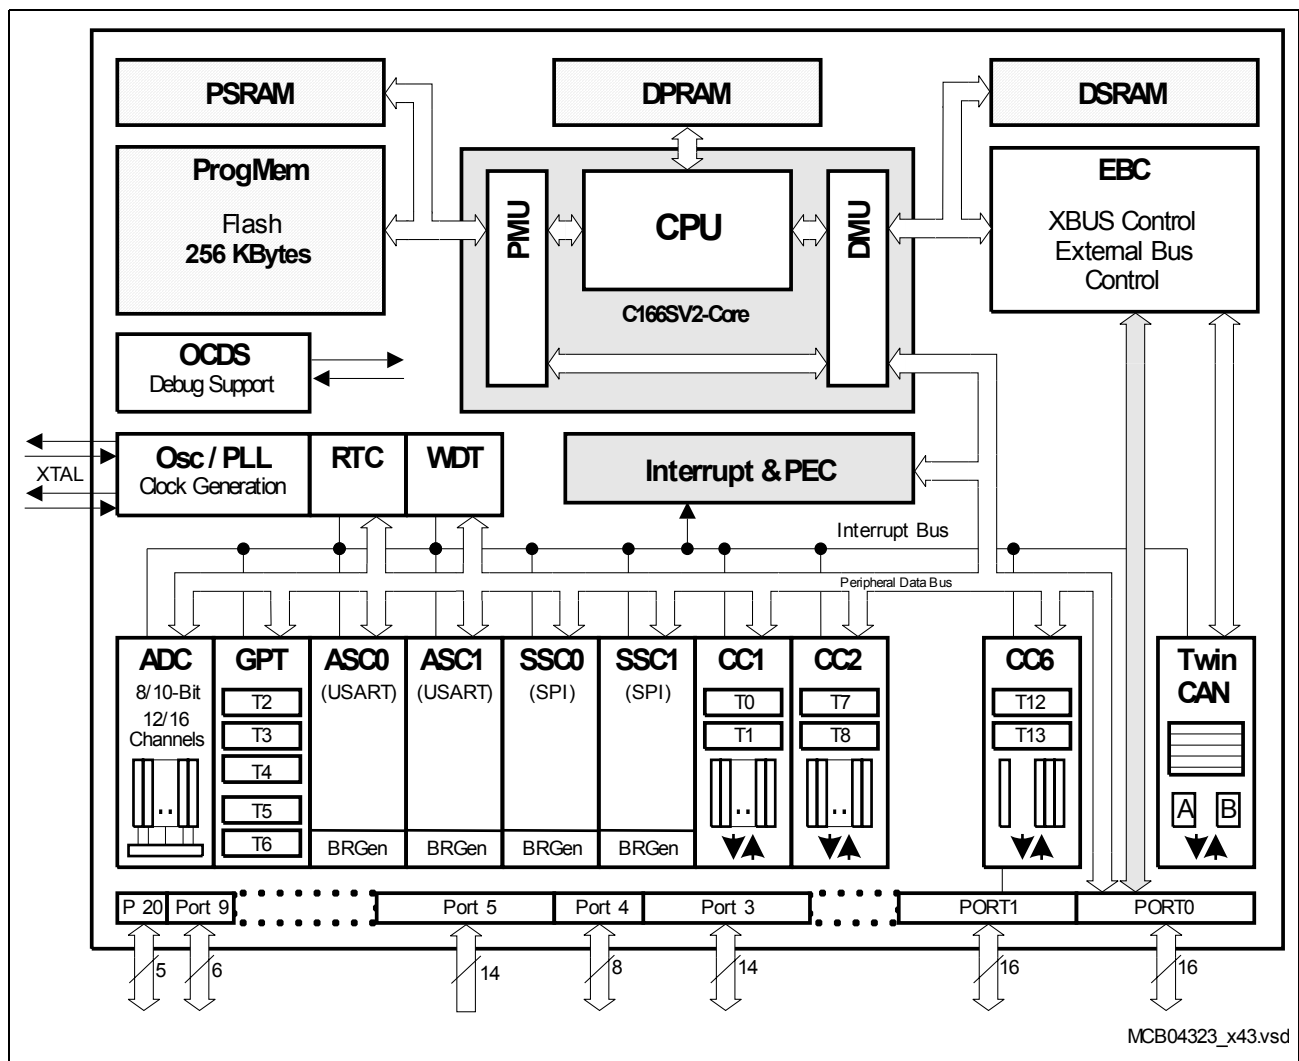 PSRAM
DPRAM
DSRAM
ProgMem
Flash
256 KBytes
PMU
CPU
DMU
C166SV2-Core
EBC
XBUS Control
External Bus
Control
OCDS
Debug Support
XTAL
Osc / PLL
Clock Generation
RTC
WDT
Interrupt & PEC
Interrupt Bus
Peripheral Data Bus
ADC
8/10-Bit
12/16
Channels
GPT
T2
T3
T4
T5
T6
ASC0
(USART)
BRGen
ASC1
(USART)
BRGen
SSC0
(SPI)
BRGen
SSC1
(SPI)
BRGen
CC1
T0
T1
CC2
T7
T8
CC6
T12
T13
Twin
CAN
A
B
P 20
Port 9
Port 5
Port 4
Port 3
PORT1
PORT0
5
6
14
8
14
16
16
MCB04323_x43.vsd